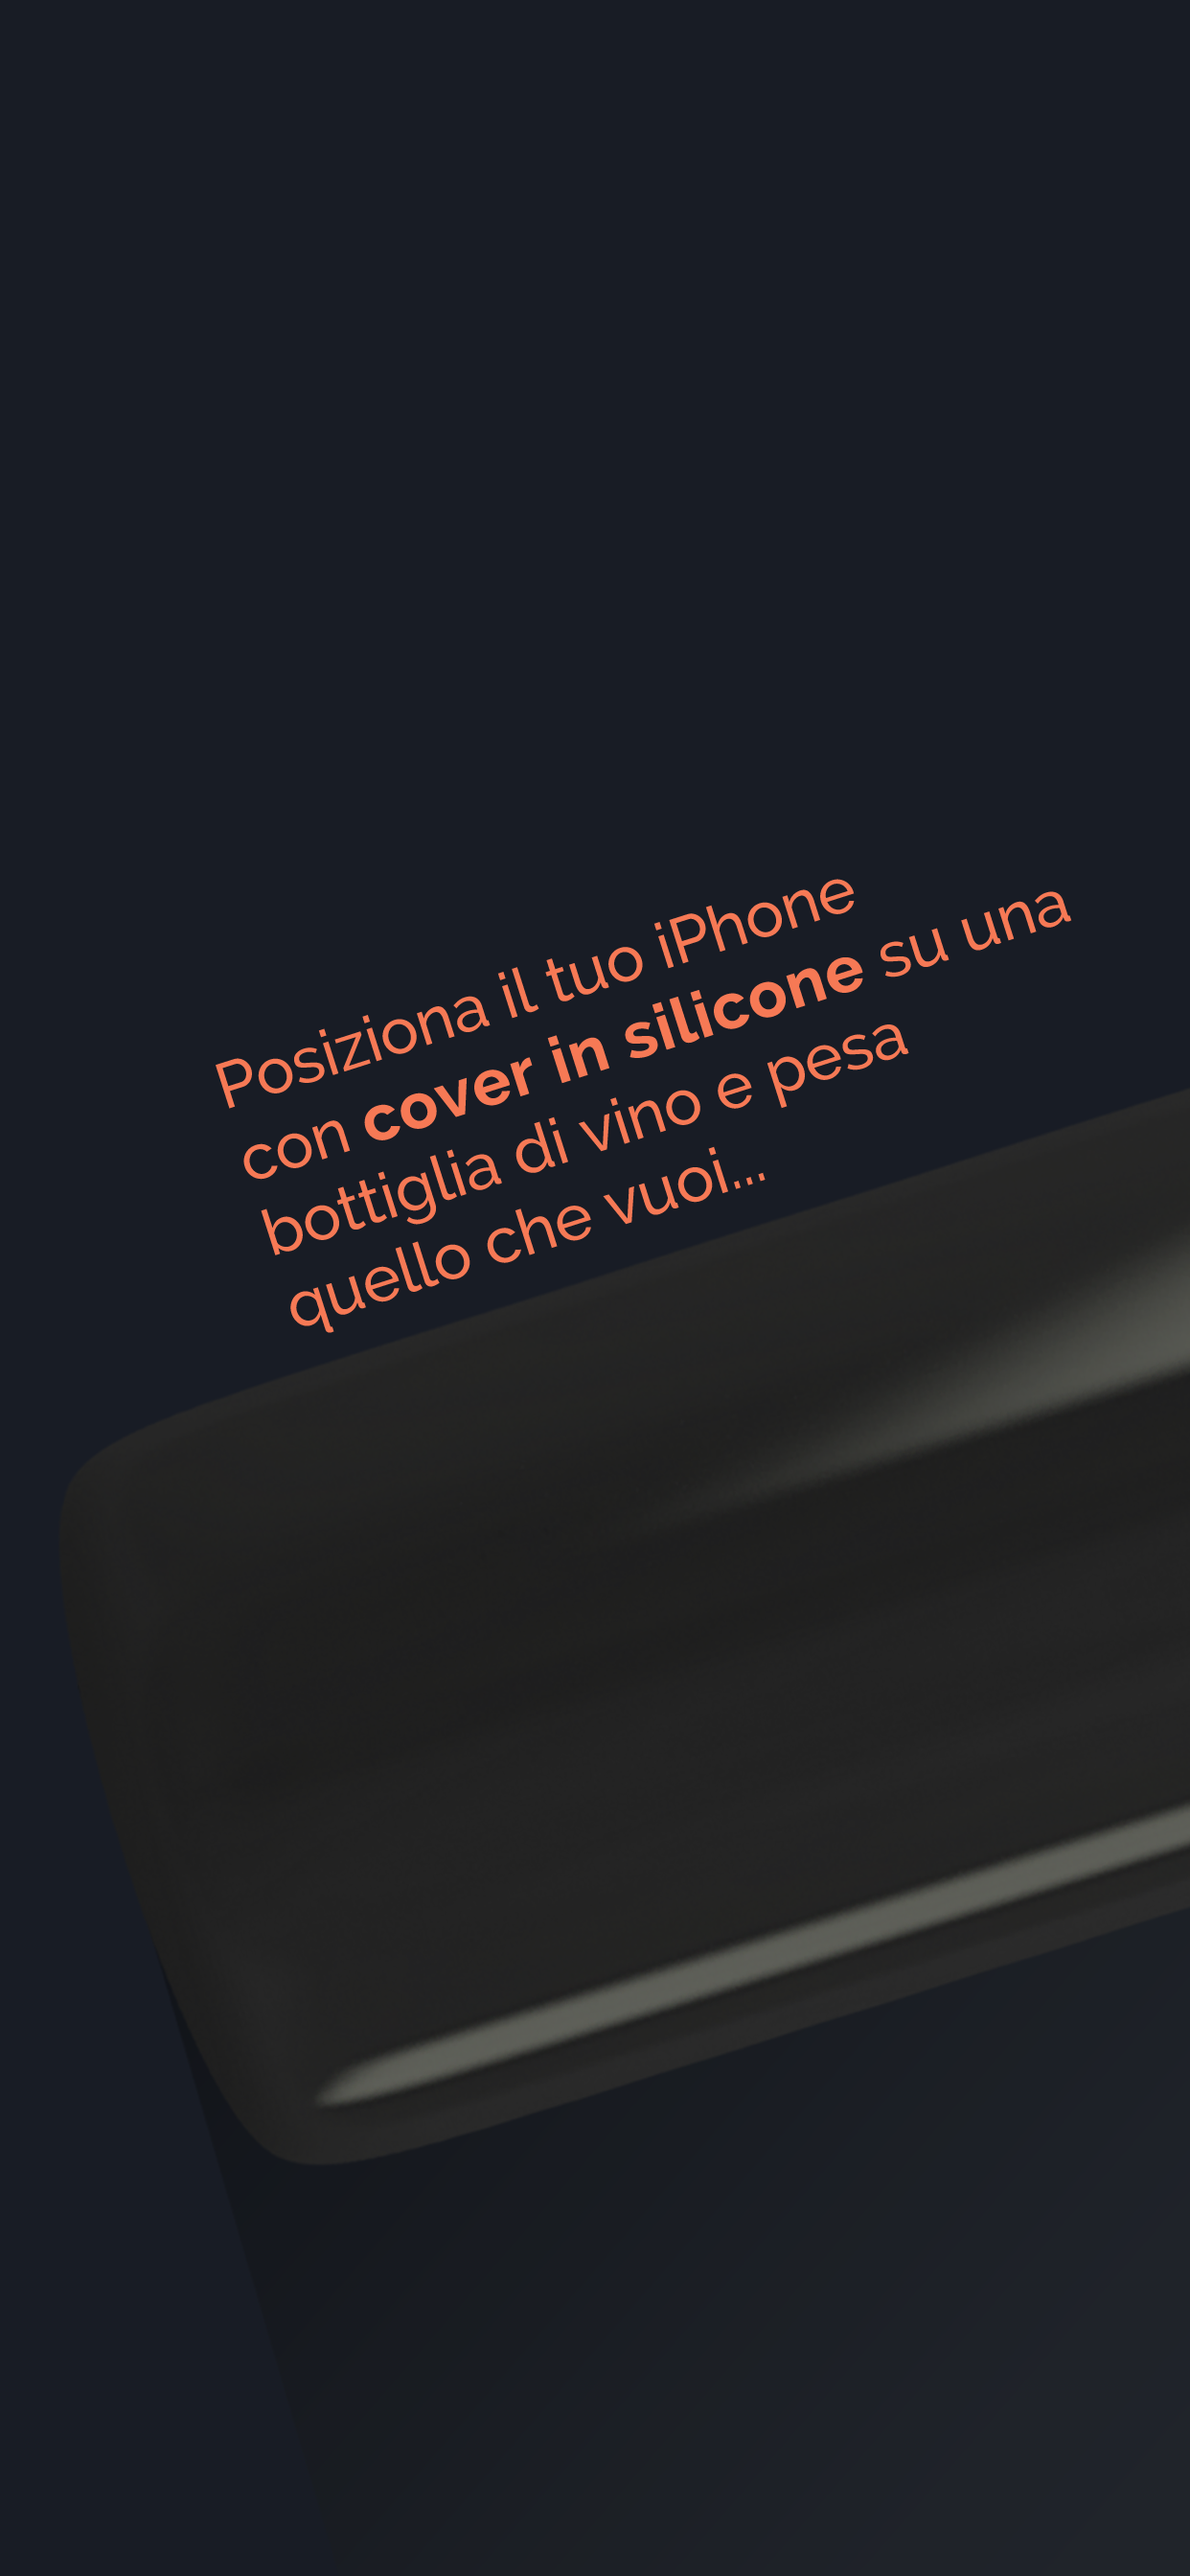 Posiziona il tuo iPhone
con cover in silicone su una
bottiglia di vino e pesa
quello che vuoi...